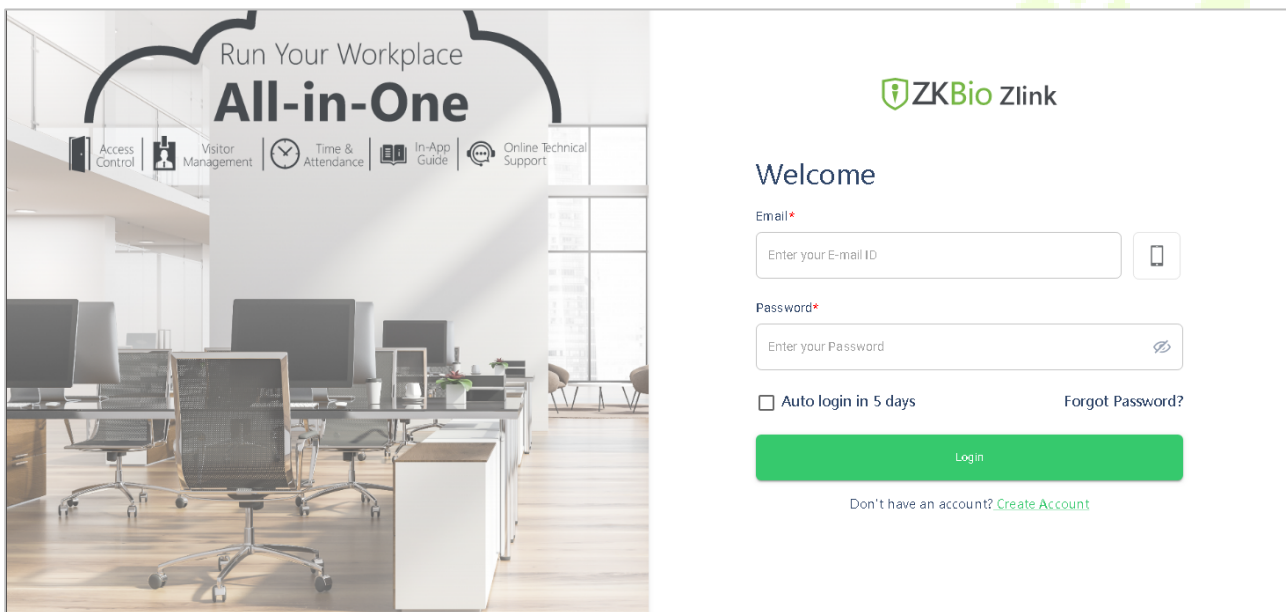 Run Your Workplace
All-in-One
Access Control
Visitor Management
Time & Attendance
In-App Guide
Online Technical Support
ZKBio Zlink
Welcome
Email*
Enter your E-mail ID
Password*
Enter your Password
Auto login in 5 days
Forgot Password?
Login
Don't have an account? Create Account